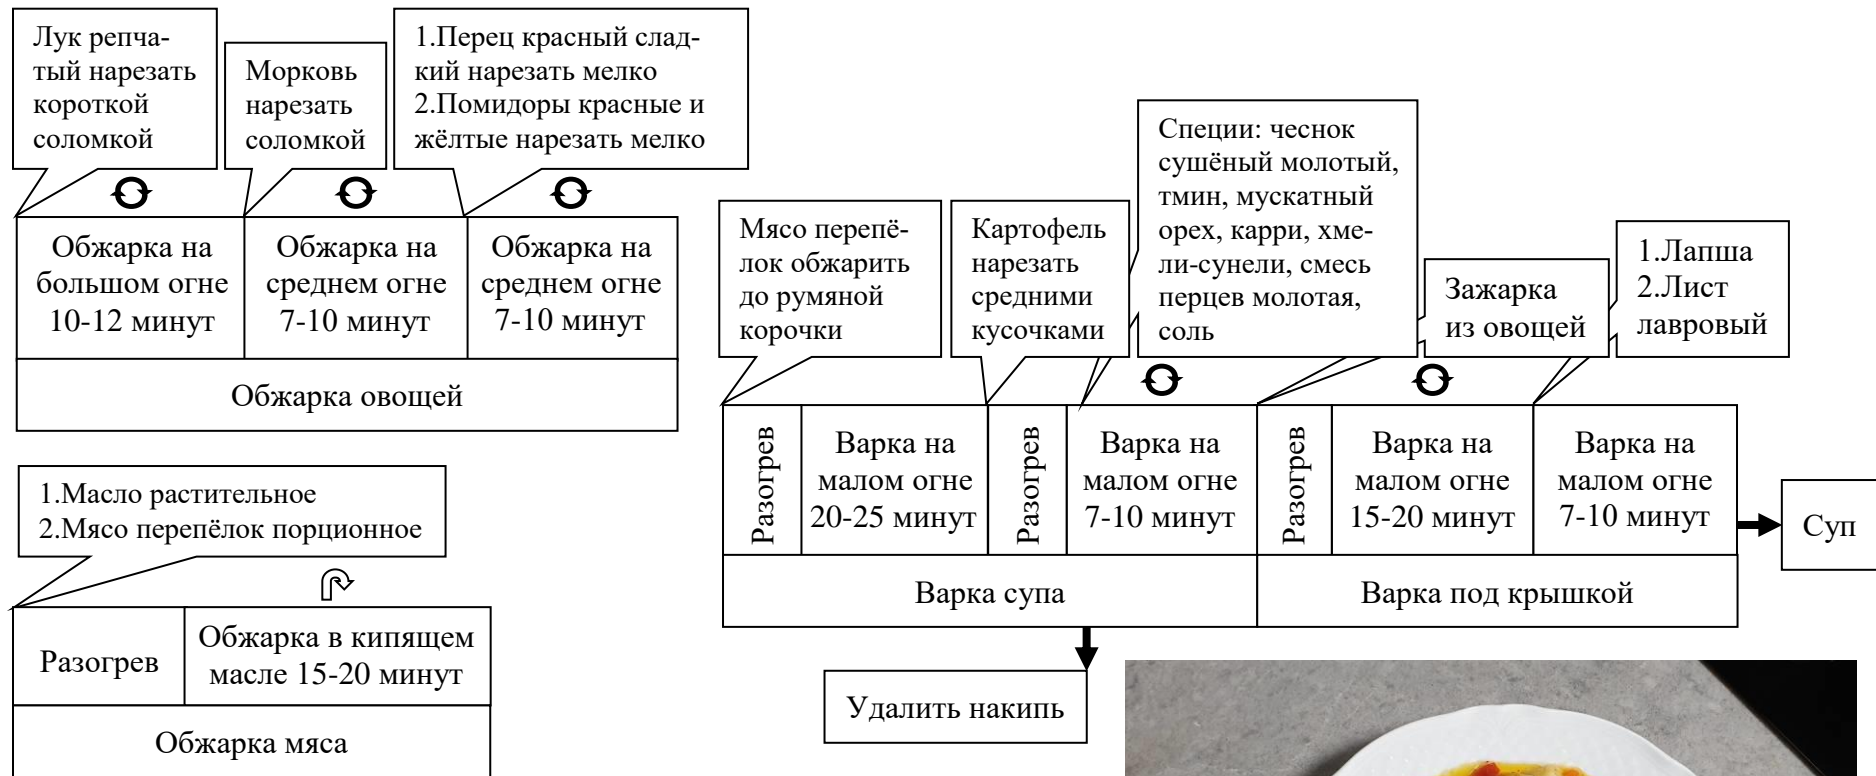 Лук репча-
тый нарезать
короткой
соломкой
Морковь
нарезать
соломкой
1.Перец красный слад-
кий нарезать мелко
2.Помидоры красные и
жёлтые нарезать мелко
Обжарка на
большом огне
10-12 минут
Обжарка на
среднем огне
7-10 минут
Обжарка на
среднем огне
7-10 минут
Обжарка овощей
1.Масло растительное
2.Мясо перепёлок порционное
Разогрев
Обжарка в кипящем
масле 15-20 минут
Обжарка мяса
Мясо перепё-
лок обжарить
до румяной
корочки
Картофель
нарезать
средними
кусочками
Специи: чеснок
сушёный молотый,
тмин, мускатный
орех, карри, хме-
ли-сунели, смесь
перцев молотая,
соль
Зажарка
из овощей
1.Лапша
2.Лист
лавровый
Разогрев
Варка на
малом огне
20-25 минут
Разогрев
Варка на
малом огне
7-10 минут
Разогрев
Варка на
малом огне
15-20 минут
Варка на
малом огне
7-10 минут
Варка супа
Варка под крышкой
Суп
Удалить накипь